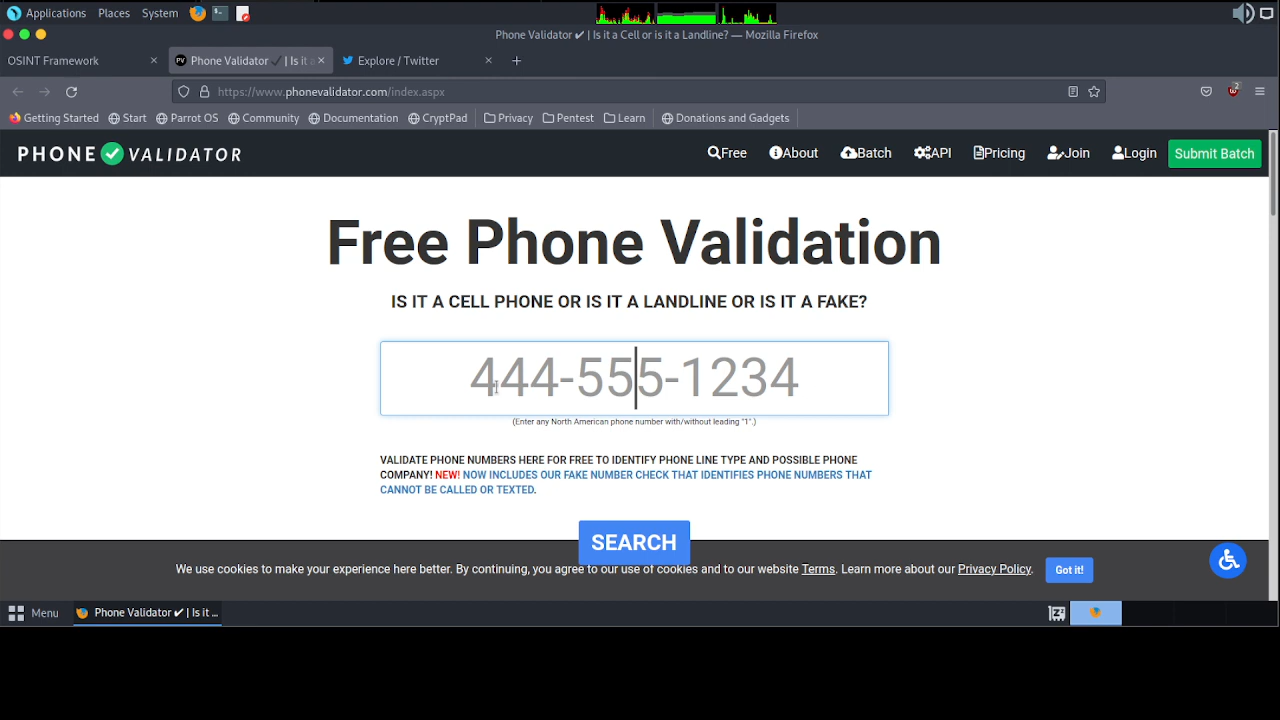 Applications Places System
Phone Validator ✔ | Is it a Cell or is it a Landline? — Mozilla Firefox
OSINT Framework × PV Phone Validator ✔ | Is it a × Explore / Twitter × +
https://www.phonevalidator.com/index.aspx 2
Getting Started Start Parrot OS Community Documentation CryptPad Privacy Pentest Learn Donations and Gadgets
PHONE VALIDATOR Free About Batch API Pricing Join Login Submit Batch
Free Phone Validation
IS IT A CELL PHONE OR IS IT A LANDLINE OR IS IT A FAKE?
444-555-1234
(Enter any North American phone number with/without leading "1".)
VALIDATE PHONE NUMBERS HERE FOR FREE TO IDENTIFY PHONE LINE TYPE AND POSSIBLE PHONE
COMPANY! NEW! NOW INCLUDES OUR FAKE NUMBER CHECK THAT IDENTIFIES PHONE NUMBERS THAT
CANNOT BE CALLED OR TEXTED.
SEARCH
We use cookies to make your experience here better. By continuing, you agree to our use of cookies and to our website Terms. Learn more about our Privacy Policy. Got it!
Menu Phone Validator ✔ | Is it ...